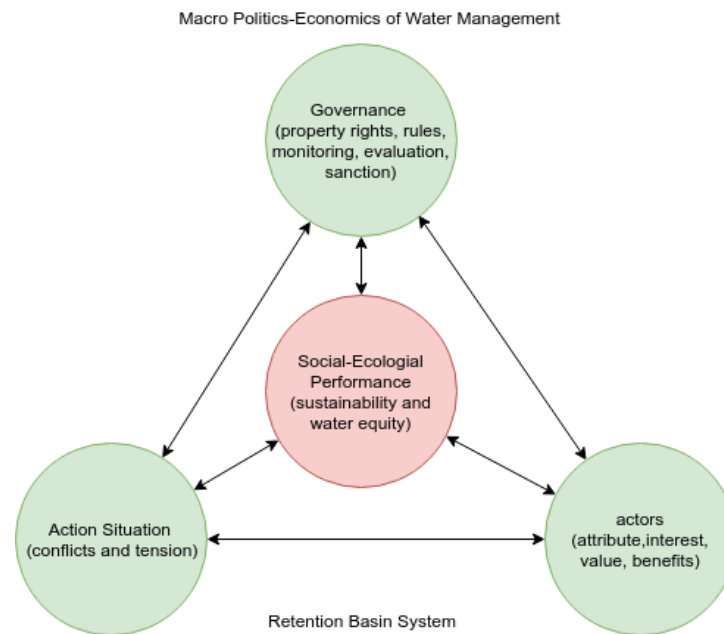 Macro Politics-Economics of Water Management
Governance
(property rights, rules,
monitoring, evaluation,
sanction)
Social-Ecologial
Performance
(sustainability and
water equity)
Action Situation
(conflicts and tension)
actors
(attribute,interest,
value, benefits)
Retention Basin System